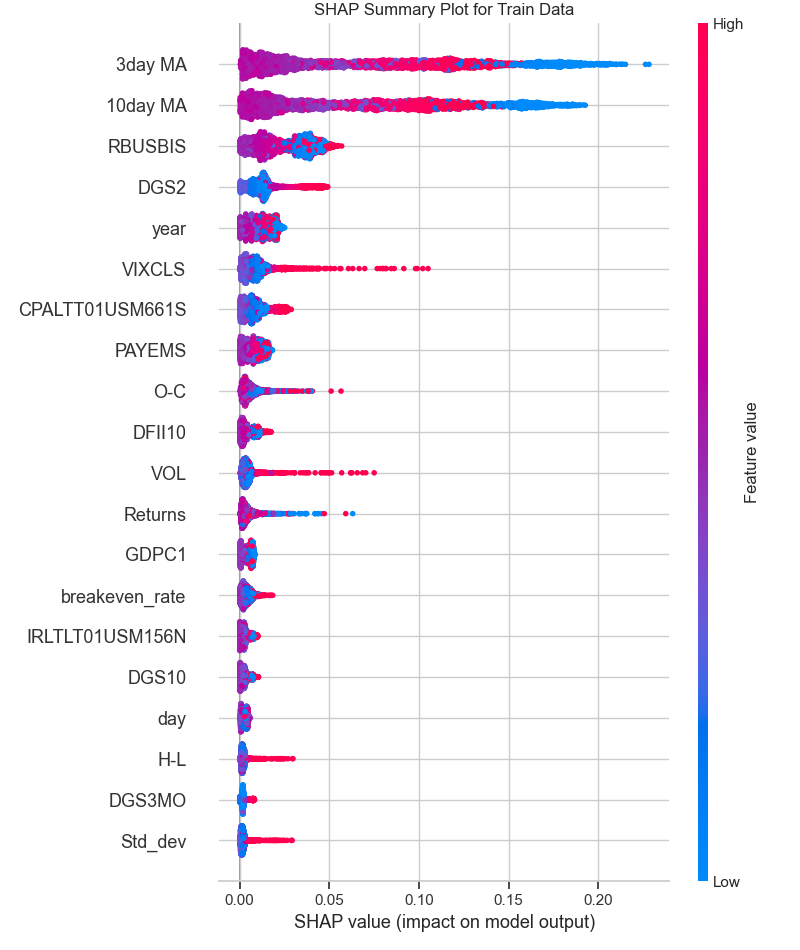 SHAP Summary Plot for Train Data
High
3day MA
10day MA
RBUSBIS
DGS2
year
VIXCLS
CPALTT01USM661S
PAYEMS
O-C
DFII10
VOL
Returns
GDPC1
breakeven_rate
IRLTLT01USM156N
DGS10
day
H-L
DGS3MO
Std_dev
Feature value
Low
0.00 0.05 0.10 0.15 0.20
SHAP value (impact on model output)